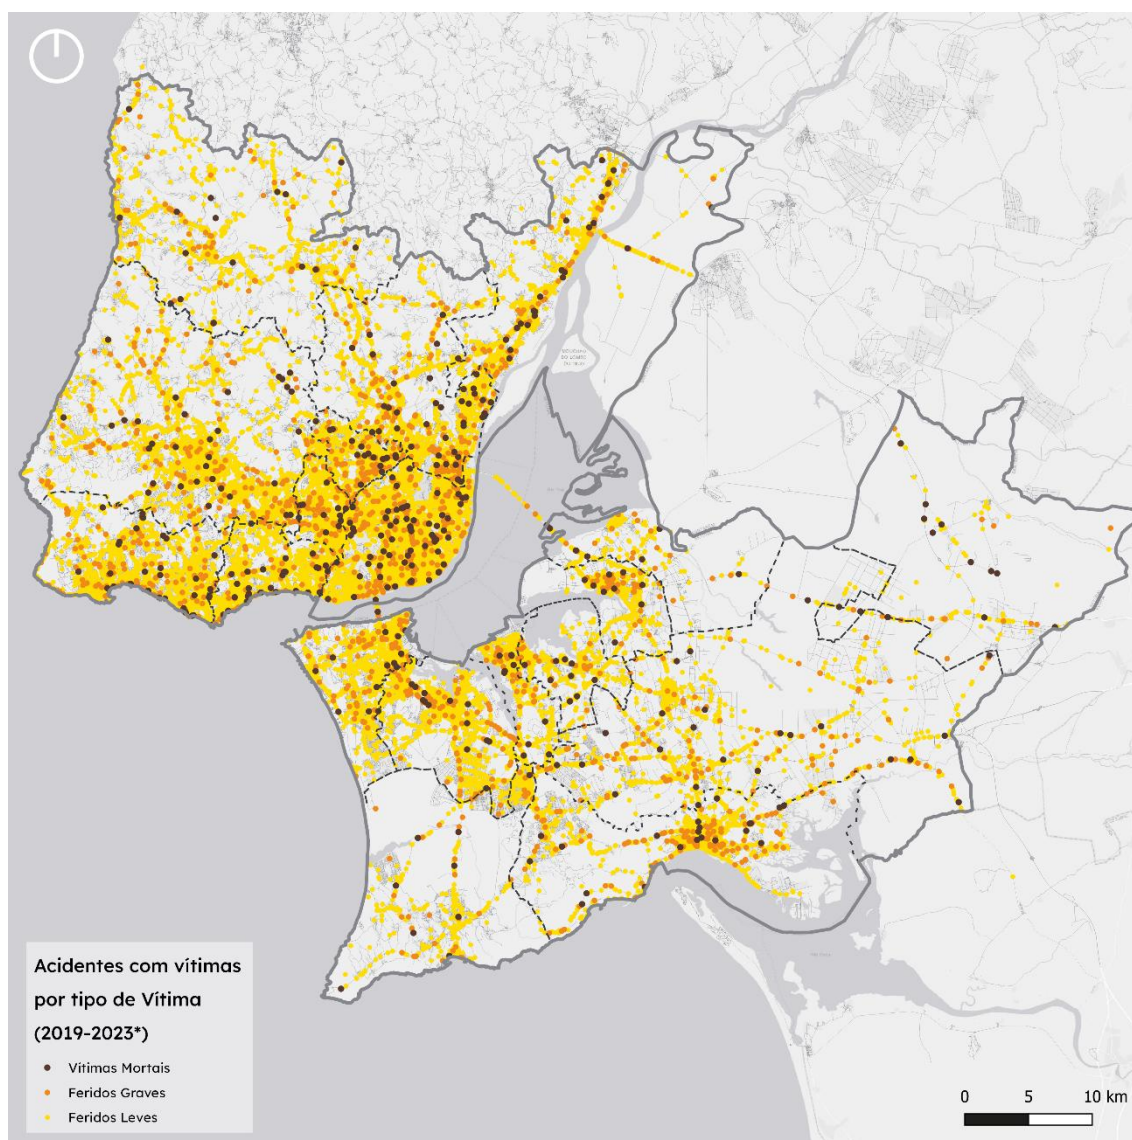 Acidentes com vítimas
por tipo de Vítima
(2019-2023*)
Vítimas Mortais
Feridos Graves
Feridos Leves
0 5 10 km